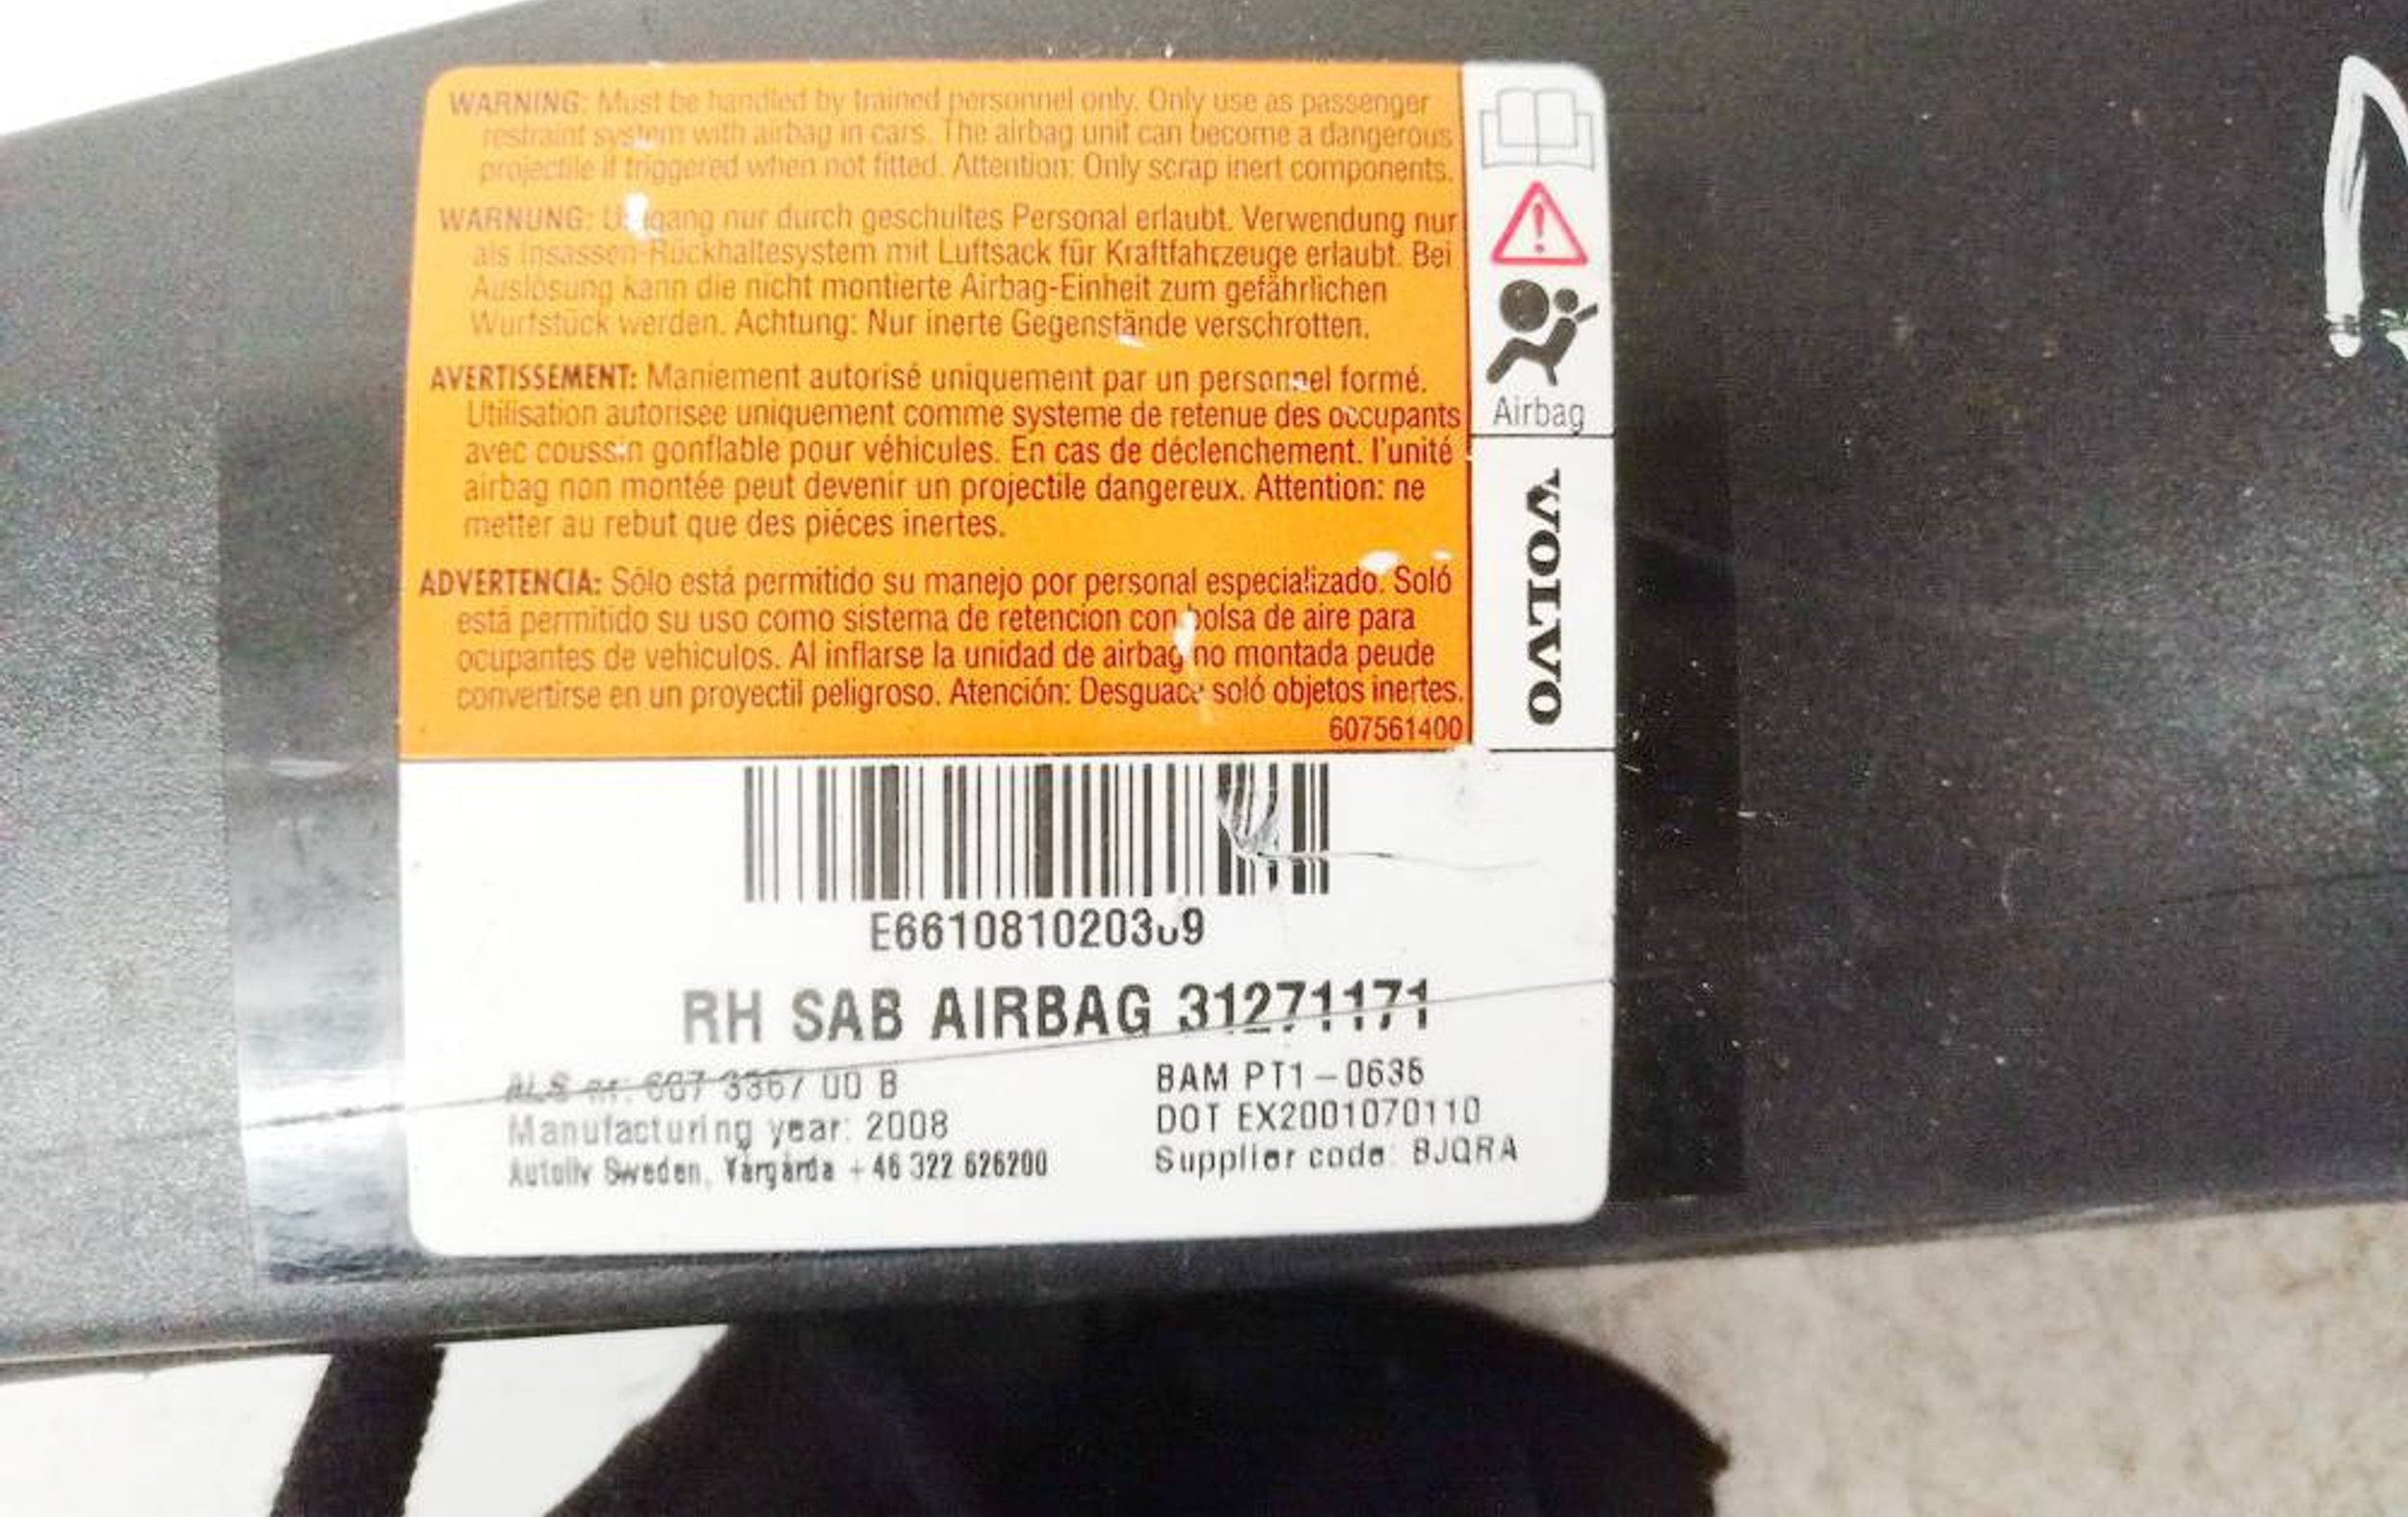 WARNING: Must be handled by trained personnel only. Only use as passenger
restraint system with airbag in cars. The airbag unit can become a dangerous
projectile if triggered when not fitted. Attention: Only scrap inert components.
WARNUNG: nur durch geschultes Personal erlaubt. Verwendung nur
als Insassen-Rückhaltesystem mit Luftsack für Kraftfahrzeuge erlaubt. Bei
Auslösung kann die nicht montierte Airbag-Einheit zum gefährlichen
Wurfstück werden. Achtung: Nur inerte Gegenstände verschrotten.
AVERTISSEMENT: Maniement autorisé uniquement par un personnel formé.
Utilisation autorisee uniquement comme systeme de retenue des occupants
avec coussin gonflable pour véhicules. En cas de déclenchement. l'unité
airbag non montée peut devenir un projectile dangereux. Attention: ne
metter au rebut que des piéces inertes.
ADVERTENCIA: Sólo está permitido su manejo por personal especializado. Soló
está permitido su uso como sistema de retencion con bolsa de aire para
ocupantes de vehiculos. Al inflarse la unidad de airbag no montada peude
convertirse en un proyectil peligroso. Atención: Desguace soló objetos inertes.
607561400
Airbag
VOLVO
RH SAB AIRBAG 31271171
ALS nr: 607 3367 00 B
Manufacturing year: 2008
Autoliv Sweden, Vårgårda +46 322 626200
BAM PT1-0635
DOT EX2001070110
Supplier code: BJQRA